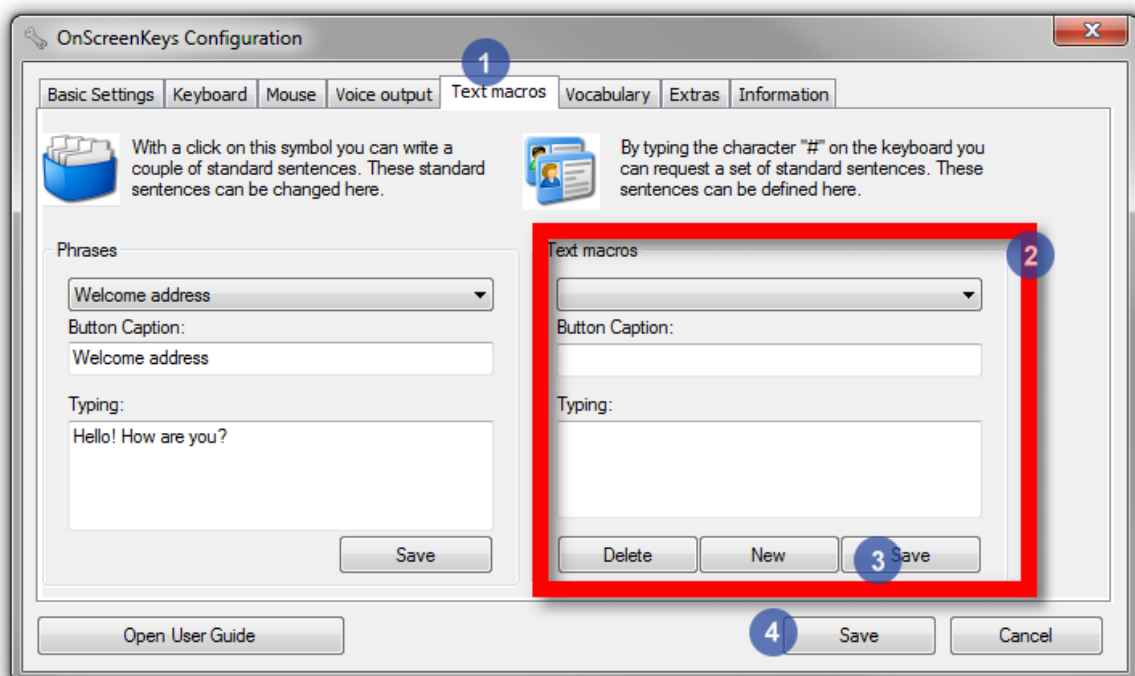 OnScreenKeys Configuration
1
Basic Settings Keyboard Mouse Voice output Text macros Vocabulary Extras Information
With a click on this symbol you can write a
couple of standard sentences. These standard
sentences can be changed here.
By typing the character "#" on the keyboard you
can request a set of standard sentences. These
sentences can be defined here.
Phrases
Welcome address
Button Caption:
Welcome address
Typing:
Hello! How are you?
Save
Text macros
2
Button Caption:
Typing:
Delete New 3 Save
Open User Guide
4 Save Cancel